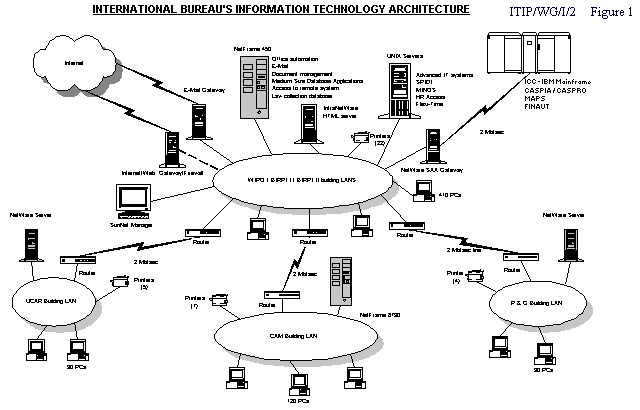 INTERNATIONAL BUREAU'S INFORMATION TECHNOLOGY ARCHITECTURE
ITIP/WG/I/2 Figure 1
Internet
E-Mail Gateway
Internet/Web Gateway/Firewall
SunNet Manager
NetFrame 450
Office automation
E-Mail
Document management
Medium Size Database Applications
Access to remote system
Law collection database
IntraNetWare
HTML server
Printers
(22)
UNIX Servers
Advanced IT systems
SPIDI
MINOS
HR Access
Flexi-Time
ICC - IBM Mainframe
CASPIA / CASPRO
MAPS
FINAUT
2 Mbit/sec
NetWare SAA Gateway
410 PCs
WIPO I BIRPI I I BIRPI I I building LANS
Router
Router
Router
NetWare Server
Router
2 Mbit/sec
Printers
(5)
UCAR Building LAN
90 PCs
2 Mbit/sec
Router
Printers
(7)
NetFrame 8790
CAM Building LAN
120 PCs
2 Mbit/sec line
Router
NetWare Server
Printers
(4)
P & G Building LAN
90 PCs